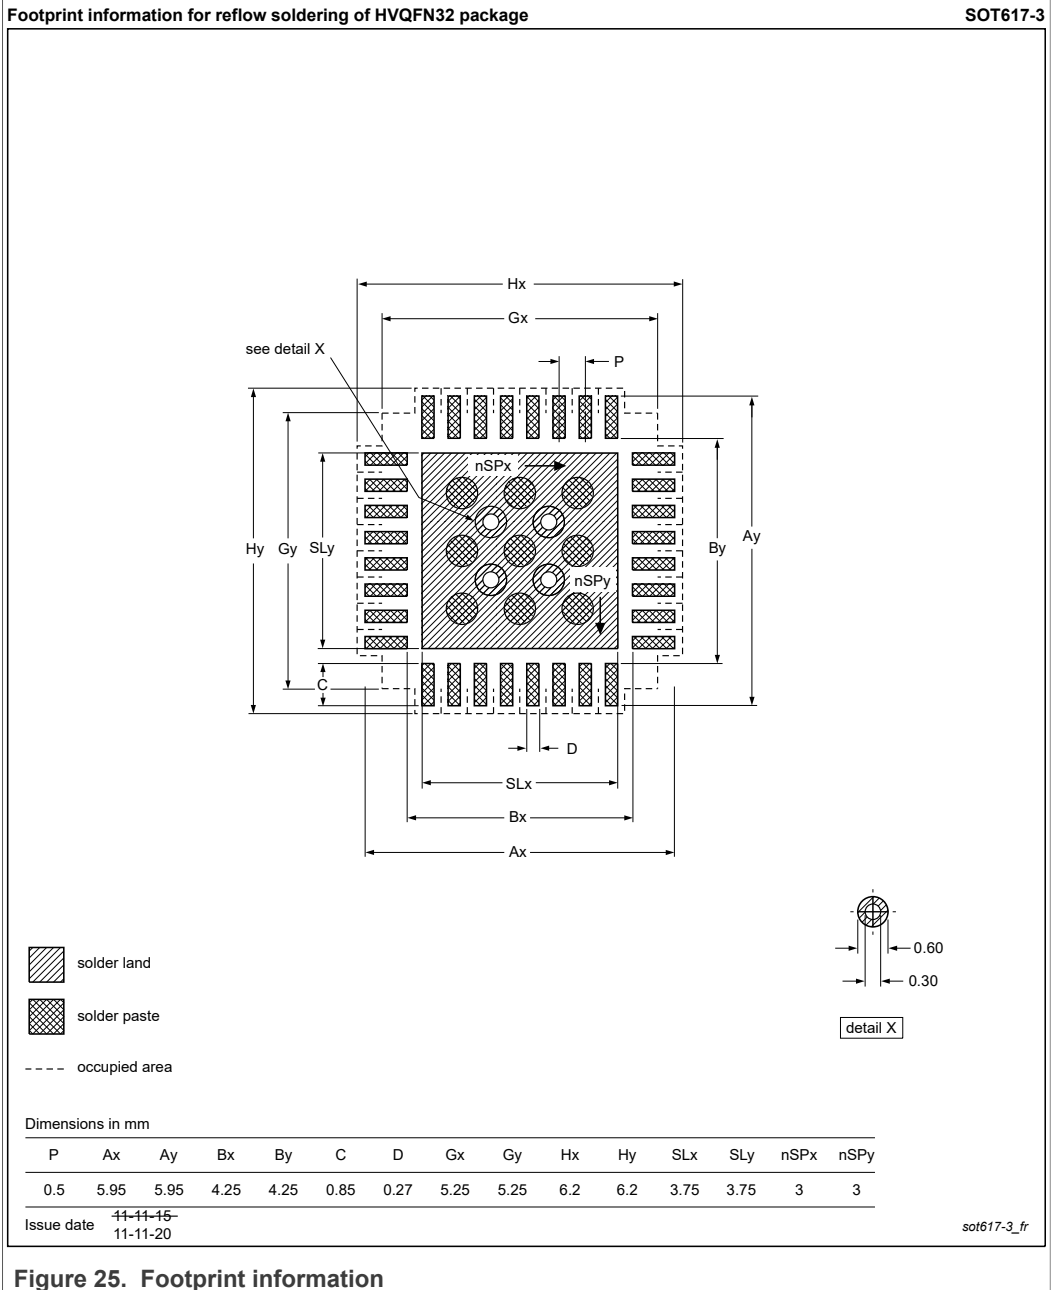 Footprint information for reflow soldering of HVQFN32 package SOT617-3
Hx
Gx
see detail X
P
nSPx
Hy Gy SLy By Ay
nSPy
C
D
SLx
Bx
Ax
0.60
0.30
detail X
solder land
solder paste
occupied area
Dimensions in mm
P Ax Ay Bx By C D Gx Gy Hx Hy SLx SLy nSPx nSPy
0.5 5.95 5.95 4.25 4.25 0.85 0.27 5.25 5.25 6.2 6.2 3.75 3.75 3 3
Issue date 11-11-15
11-11-20 sot617-3_fr
Figure 25. Footprint information